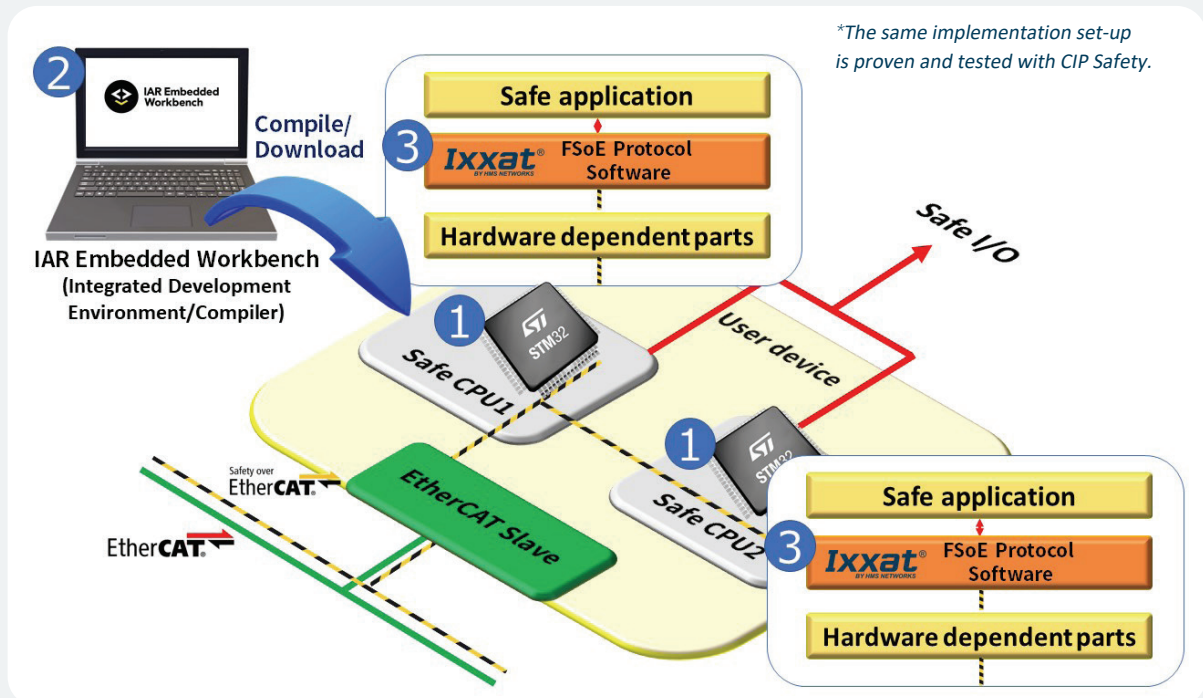 *The same implementation set-up
is proven and tested with CIP Safety.
2
IAR Embedded
Workbench
Compile/
Download
IAR Embedded Workbench
(Integrated Development
Environment/Compiler)
Safe application
3
Ixxat®
BY HMS NETWORKS
FSoE Protocol
Software
Hardware dependent parts
Safe I/O
User device
1
ST
STM32
Safe CPU1
1
ST
STM32
Safe CPU2
EtherCAT Slave
Safety over
EtherCAT®
EtherCAT®
Safe application
3
Ixxat®
BY HMS NETWORKS
FSoE Protocol
Software
Hardware dependent parts